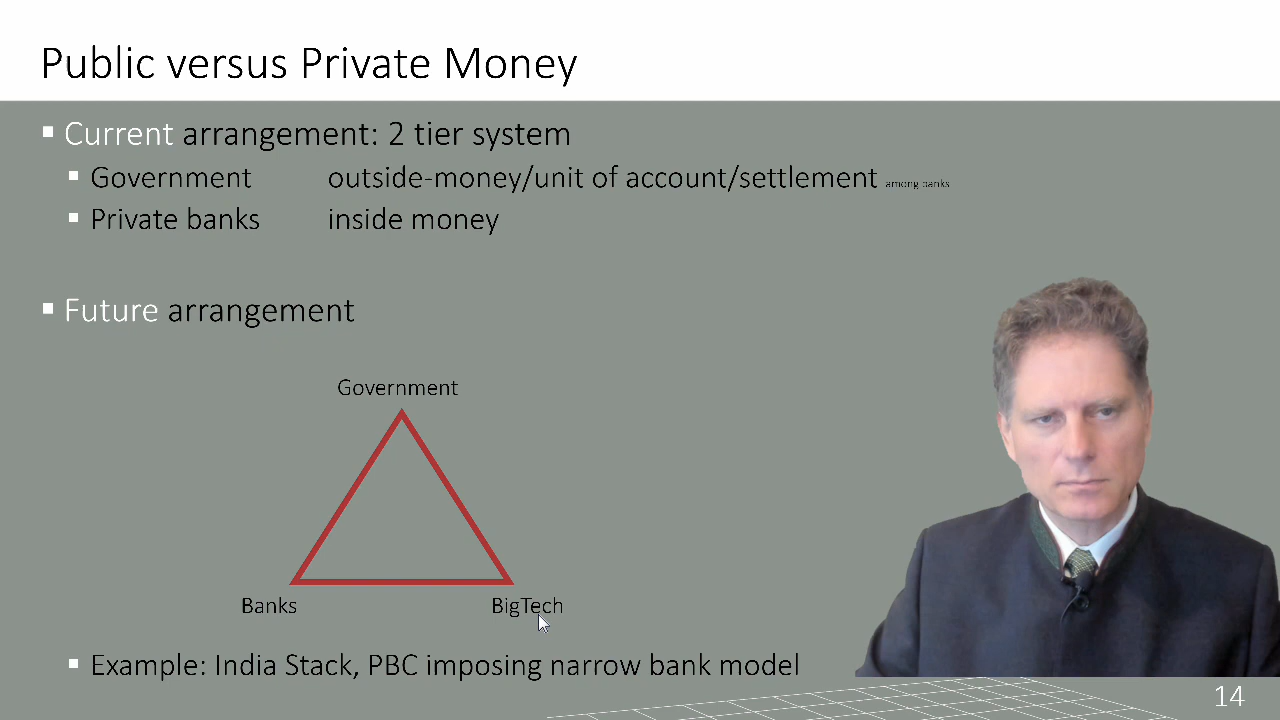 Public versus Private Money
Current arrangement: 2 tier system
Government outside-money/unit of account/settlement among banks
Private banks inside money
Future arrangement
Government
Banks BigTech
Example: India Stack, PBC imposing narrow bank model
14